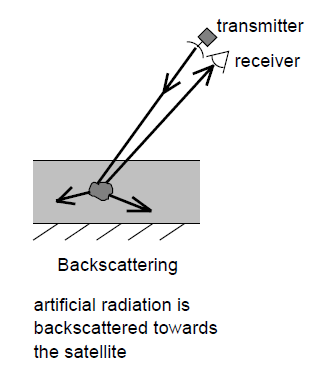 transmitter
receiver
Backscattering
artificial radiation is
backscattered towards
the satellite